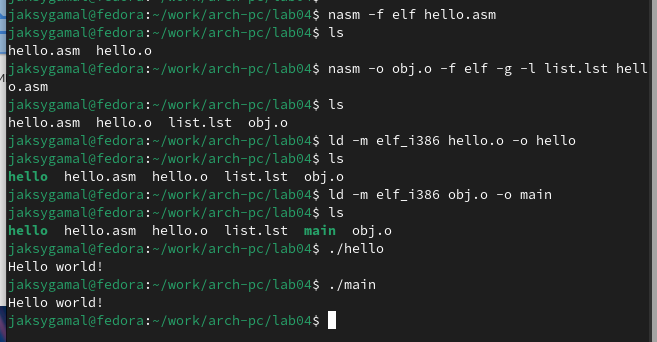 jaksygamal@fedora:~/work/arch-pc/lab04$
jaksygamal@fedora:~/work/arch-pc/lab04$ nasm -f elf hello.asm
jaksygamal@fedora:~/work/arch-pc/lab04$ ls
hello.asm  hello.o
jaksygamal@fedora:~/work/arch-pc/lab04$ nasm -o obj.o -f elf -g -l list.lst hell
o.asm
jaksygamal@fedora:~/work/arch-pc/lab04$ ls
hello.asm  hello.o  list.lst  obj.o
jaksygamal@fedora:~/work/arch-pc/lab04$ ld -m elf_i386 hello.o -o hello
jaksygamal@fedora:~/work/arch-pc/lab04$ ls
hello  hello.asm  hello.o  list.lst  obj.o
jaksygamal@fedora:~/work/arch-pc/lab04$ ld -m elf_i386 obj.o -o main
jaksygamal@fedora:~/work/arch-pc/lab04$ ls
hello  hello.asm  hello.o  list.lst  main  obj.o
jaksygamal@fedora:~/work/arch-pc/lab04$ ./hello
Hello world!
jaksygamal@fedora:~/work/arch-pc/lab04$ ./main
Hello world!
jaksygamal@fedora:~/work/arch-pc/lab04$